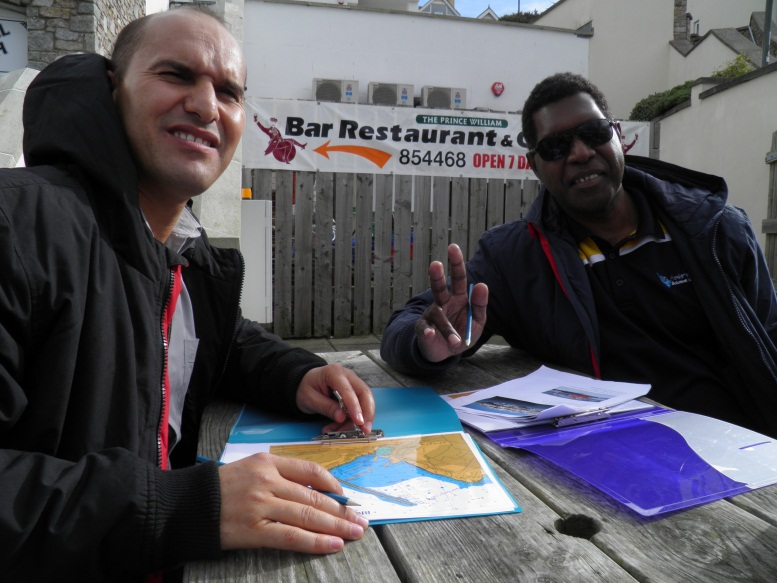 THE PRINCE WILLIAM
Bar Restaurant &
854468 OPEN 7 DA
L
A